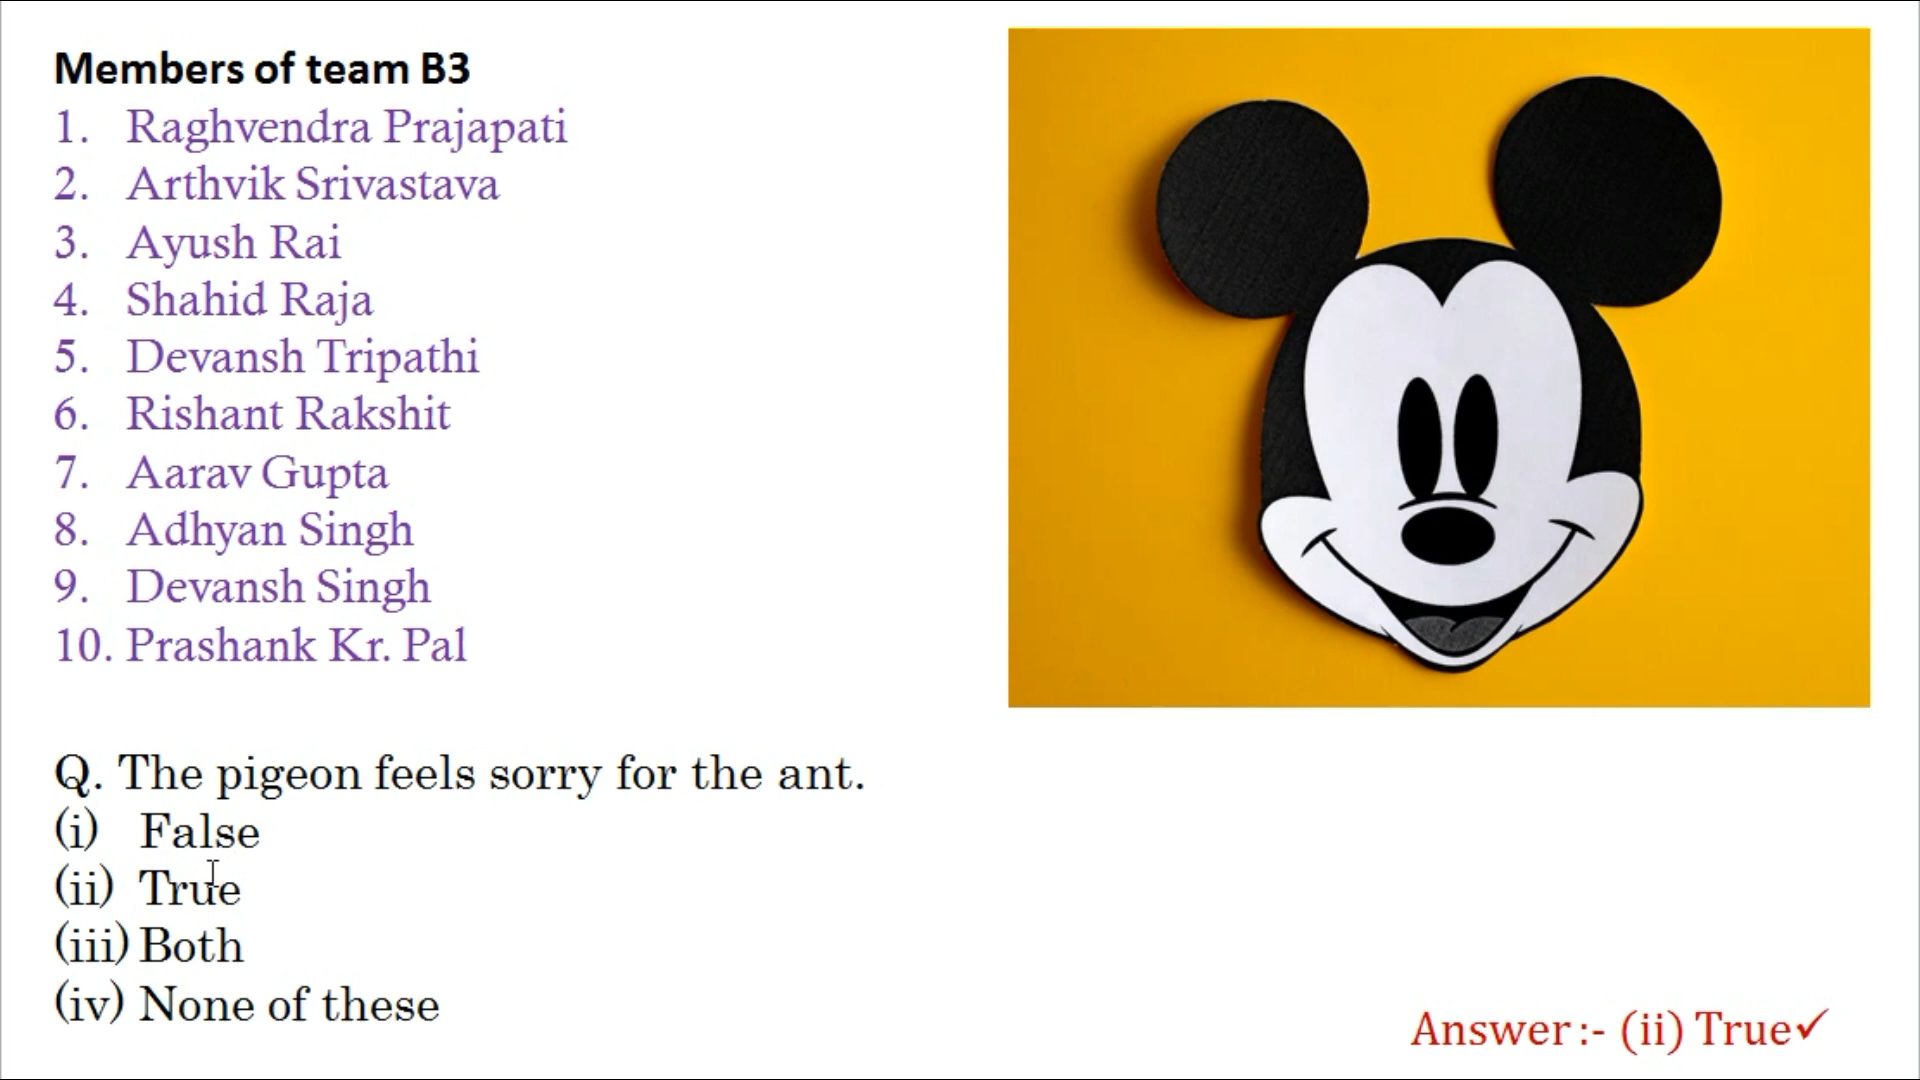 Members of team B3
1. Raghvendra Prajapati
2. Arthvik Srivastava
3. Ayush Rai
4. Shahid Raja
5. Devansh Tripathi
6. Rishant Rakshit
7. Aarav Gupta
8. Adhyan Singh
9. Devansh Singh
10. Prashank Kr. Pal
Q. The pigeon feels sorry for the ant.
(i) False
(ii) True
(iii) Both
(iv) None of these
Answer :- (ii) True✓